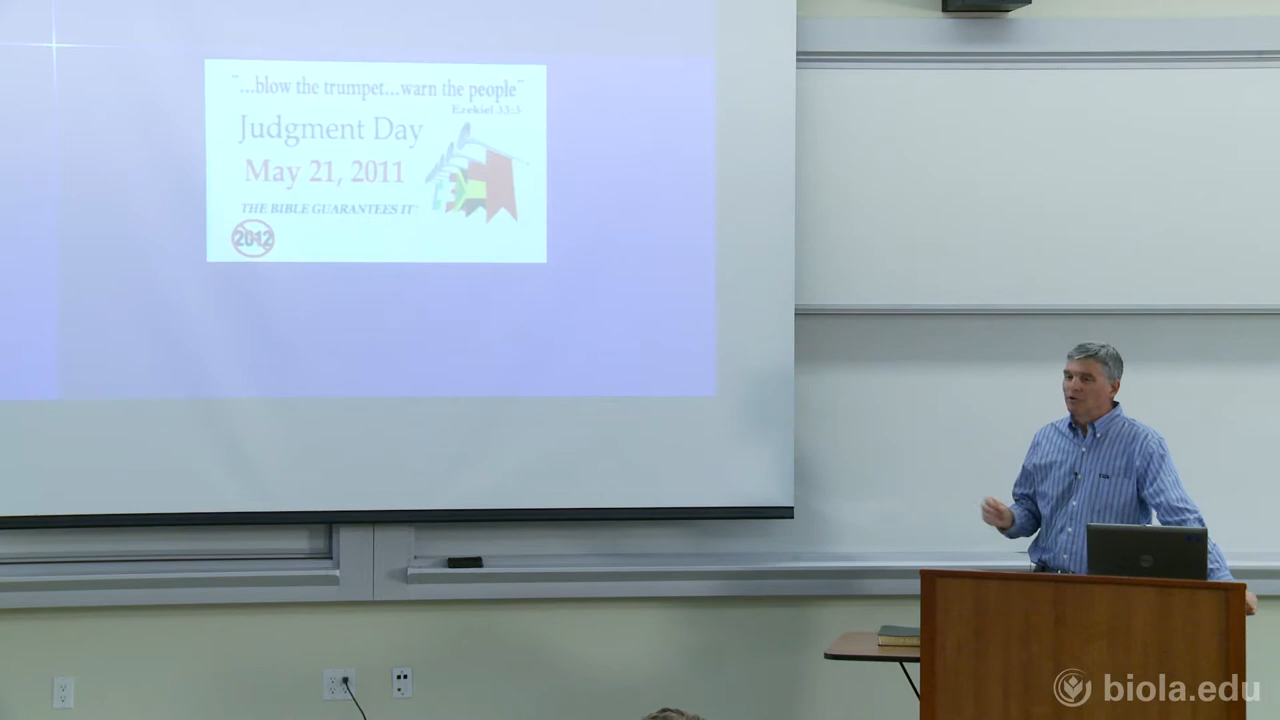 "...blow the trumpet...warn the people"
Ezekiel 33:3
Judgment Day
May 21, 2011
THE BIBLE GUARANTEES IT
2012
biola.edu